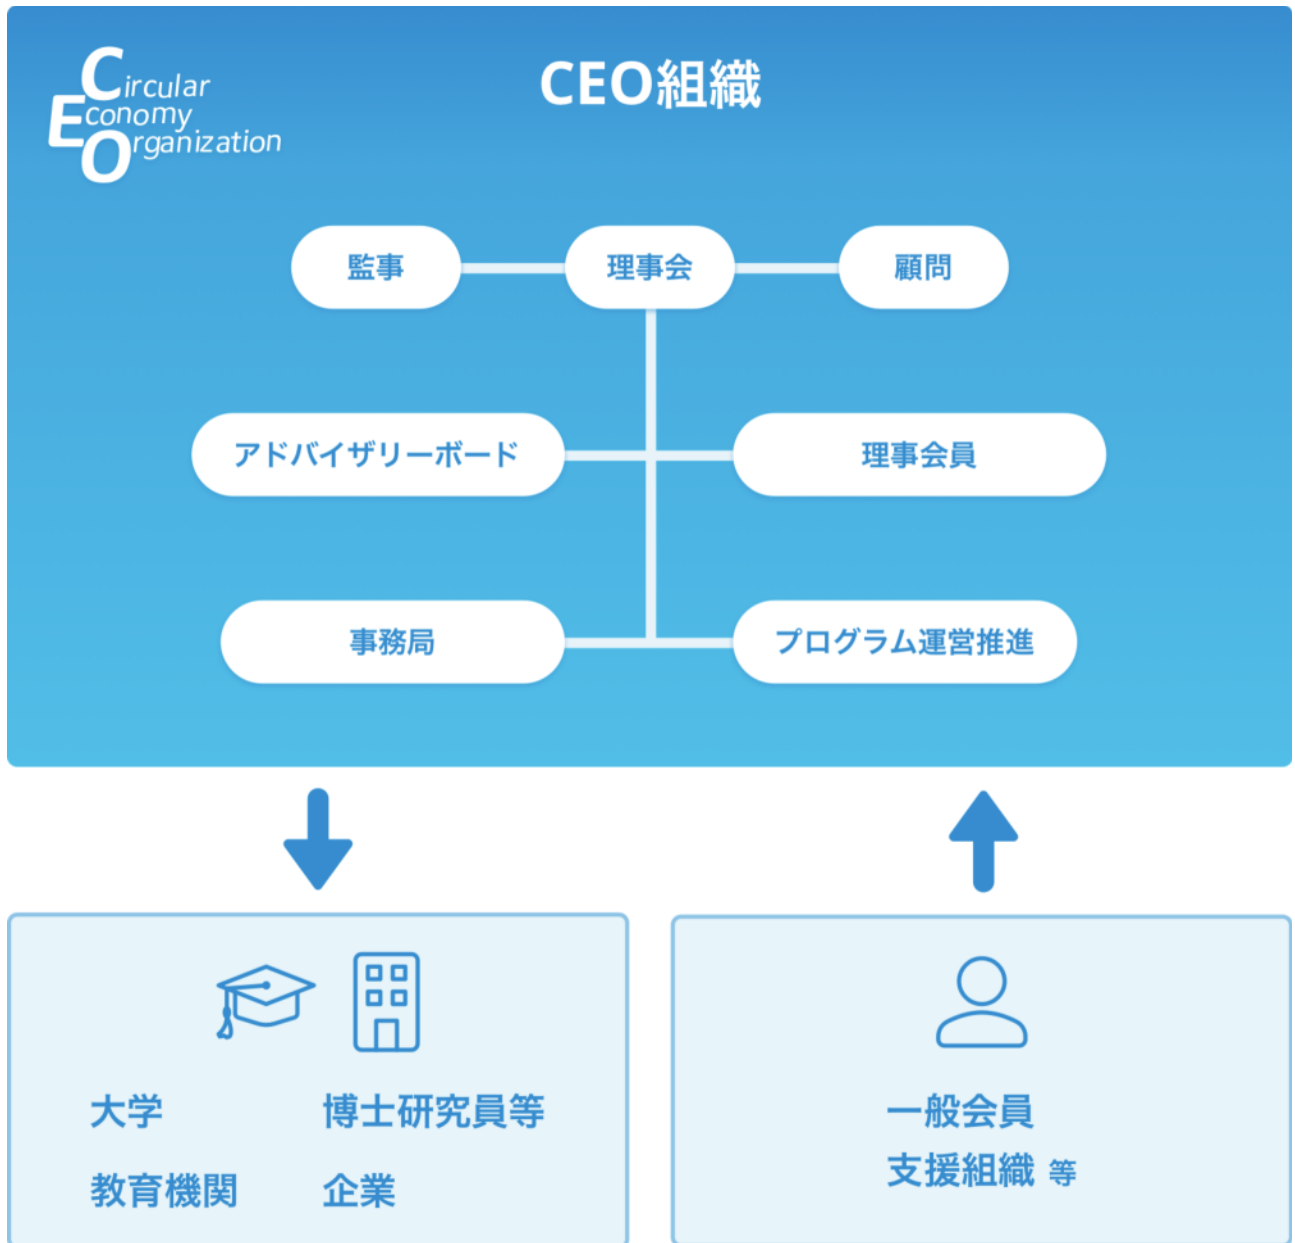 Circular
Economy
Organization
CEO組織
監事
理事会
顧問
アドバイザリーボード
理事会員
事務局
プログラム運営推進
大学
博士研究員等
教育機関
企業
一般会員
支援組織 等